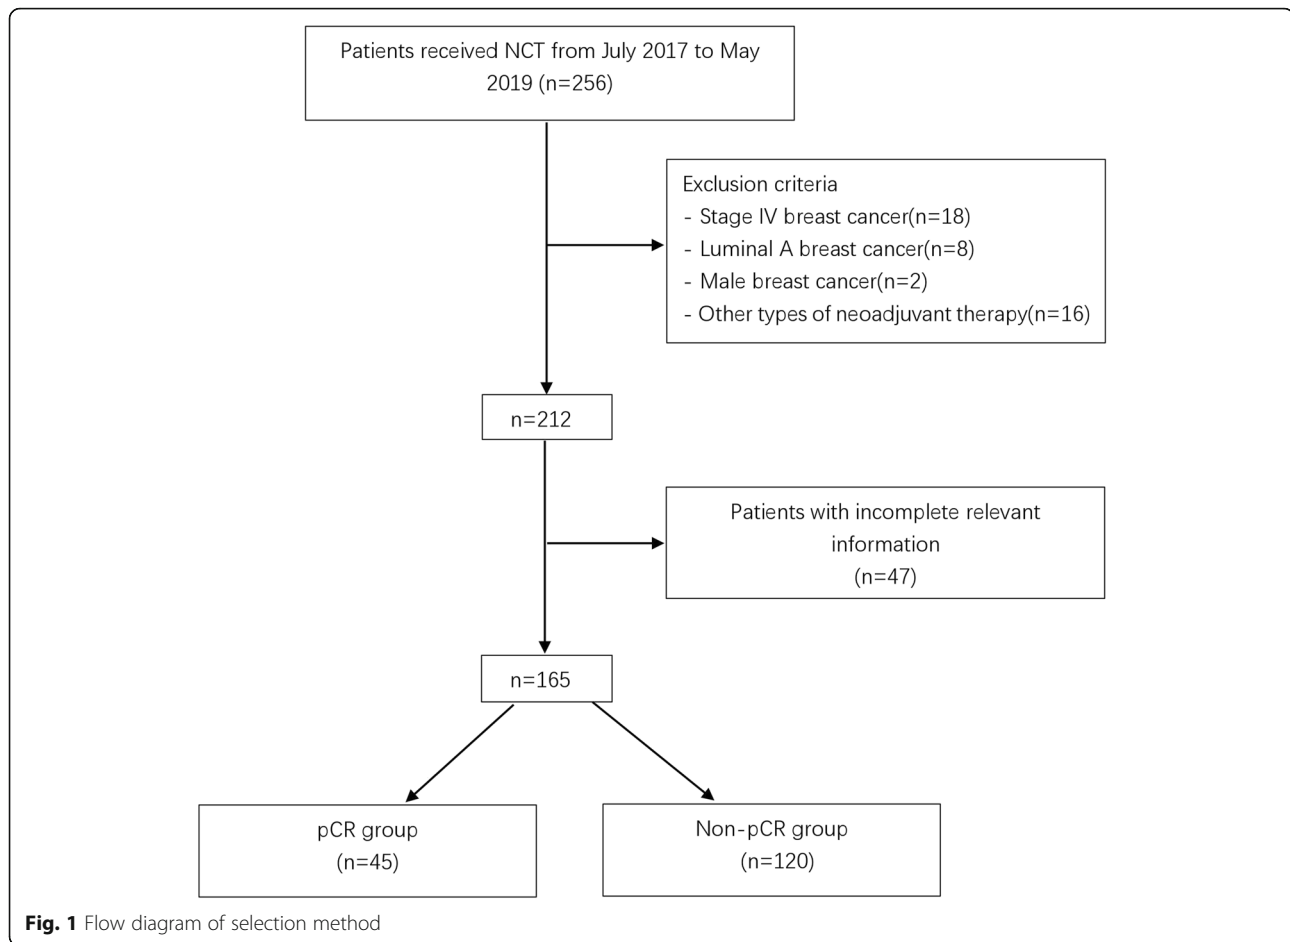 Patients received NCT from July 2017 to May
2019 (n=256)
Exclusion criteria
- Stage IV breast cancer(n=18)
- Luminal A breast cancer(n=8)
- Male breast cancer(n=2)
- Other types of neoadjuvant therapy(n=16)
n=212
Patients with incomplete relevant
information
(n=47)
n=165
pCR group
(n=45)
Non-pCR group
(n=120)
Fig. 1 Flow diagram of selection method